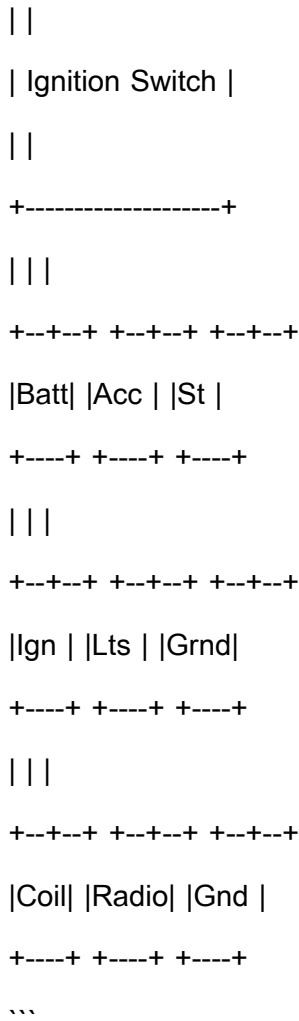 | |
| Ignition Switch |
| |
+--------------------+
| | |
+--+--+ +--+--+ +--+--+
|Batt| |Acc | |St |
+----+ +----+ +----+
| | |
+--+--+ +--+--+ +--+--+
|Ign | |Lts | |Grnd|
+----+ +----+ +----+
| | |
+--+--+ +--+--+ +--+--+
|Coil| |Radio| |Gnd |
+----+ +----+ +----+
```